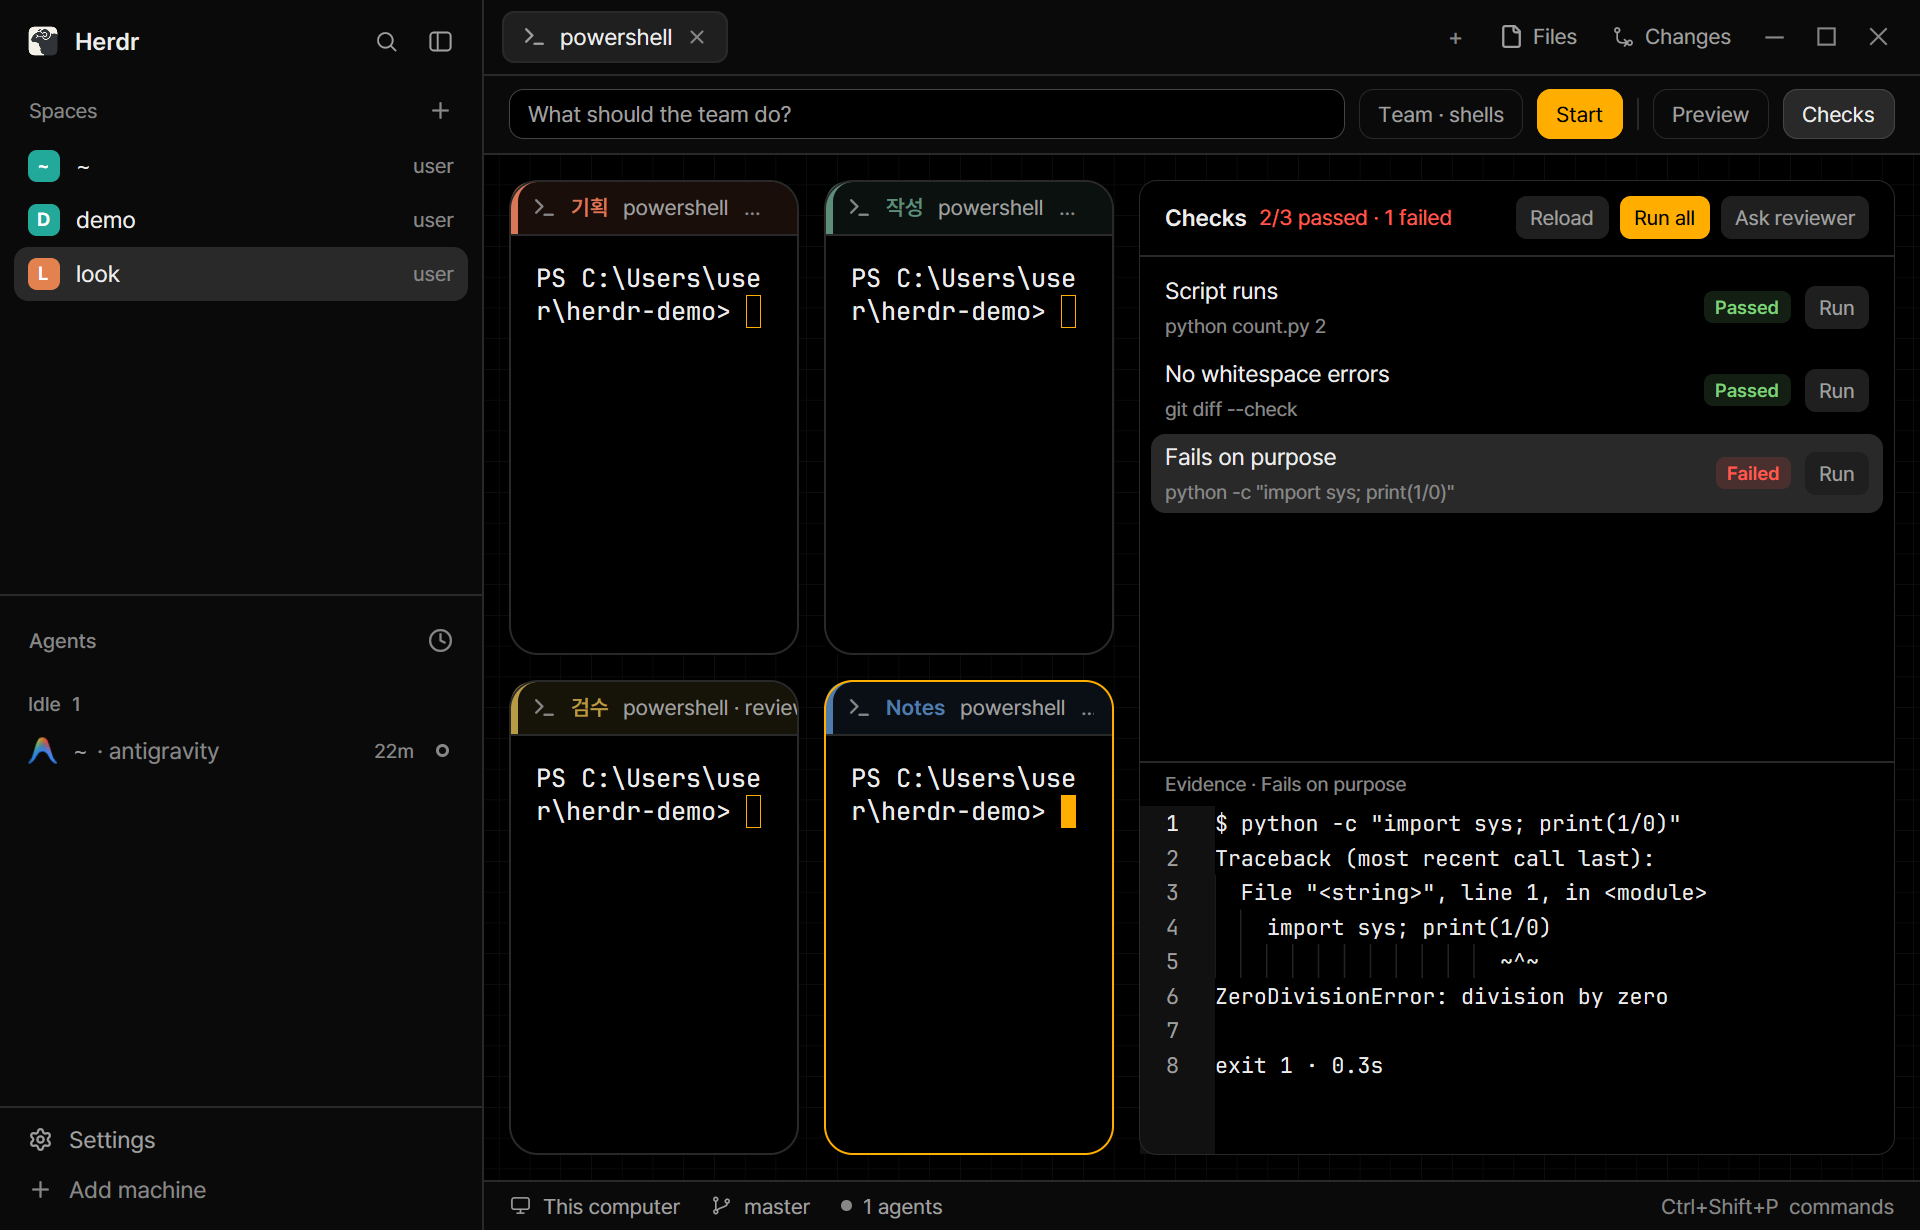 Herdr
Spaces
~ ~ user
D demo user
L look user
Agents
Idle 1
~ · antigravity 22m
Settings
Add machine
powershell
+ Files Changes
What should the team do? Team · shells Start Preview Checks
기획 powershell ...
PS C:\Users\use
r\herdr-demo>
작성 powershell ...
PS C:\Users\use
r\herdr-demo>
검수 powershell · review
PS C:\Users\use
r\herdr-demo>
Notes powershell ...
PS C:\Users\use
r\herdr-demo>
Checks 2/3 passed · 1 failed Reload Run all Ask reviewer
Script runs
python count.py 2
Passed Run
No whitespace errors
git diff --check
Passed Run
Fails on purpose
python -c "import sys; print(1/0)"
Failed Run
Evidence · Fails on purpose
1 $ python -c "import sys; print(1/0)"
2 Traceback (most recent call last):
3 File "<string>", line 1, in <module>
4 import sys; print(1/0)
5 ~^~
6 ZeroDivisionError: division by zero
7
8 exit 1 · 0.3s
This computer master 1 agents
Ctrl+Shift+P commands